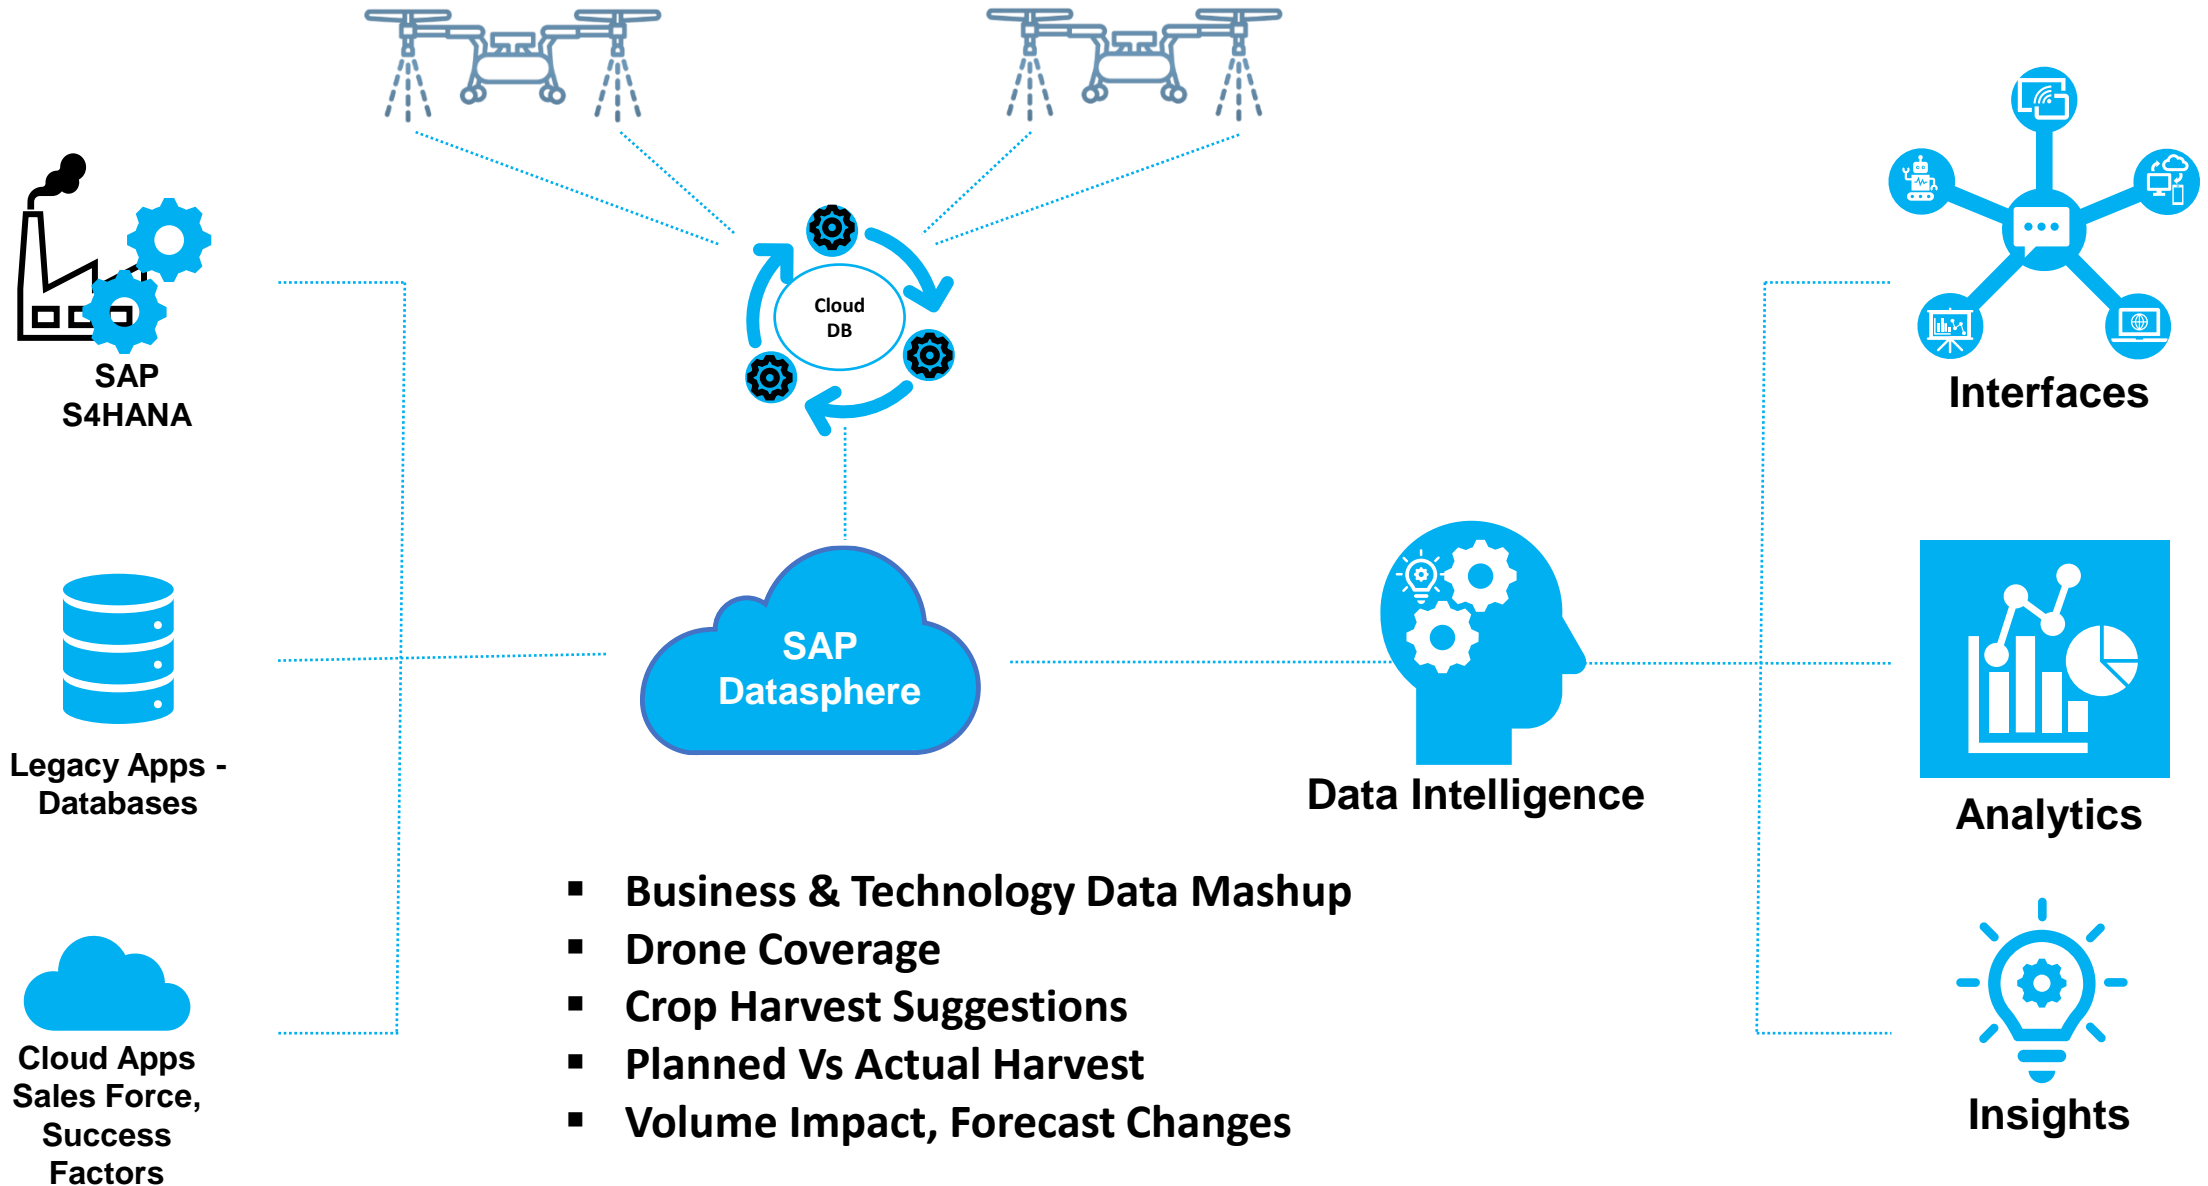 Cloud
DB
SAP
S4HANA
Interfaces
SAP
Datasphere
Legacy Apps -
Databases
Data Intelligence
Analytics
▪ Business & Technology Data Mashup
▪ Drone Coverage
▪ Crop Harvest Suggestions
▪ Planned Vs Actual Harvest
▪ Volume Impact, Forecast Changes
Cloud Apps
Sales Force,
Success
Factors
Insights